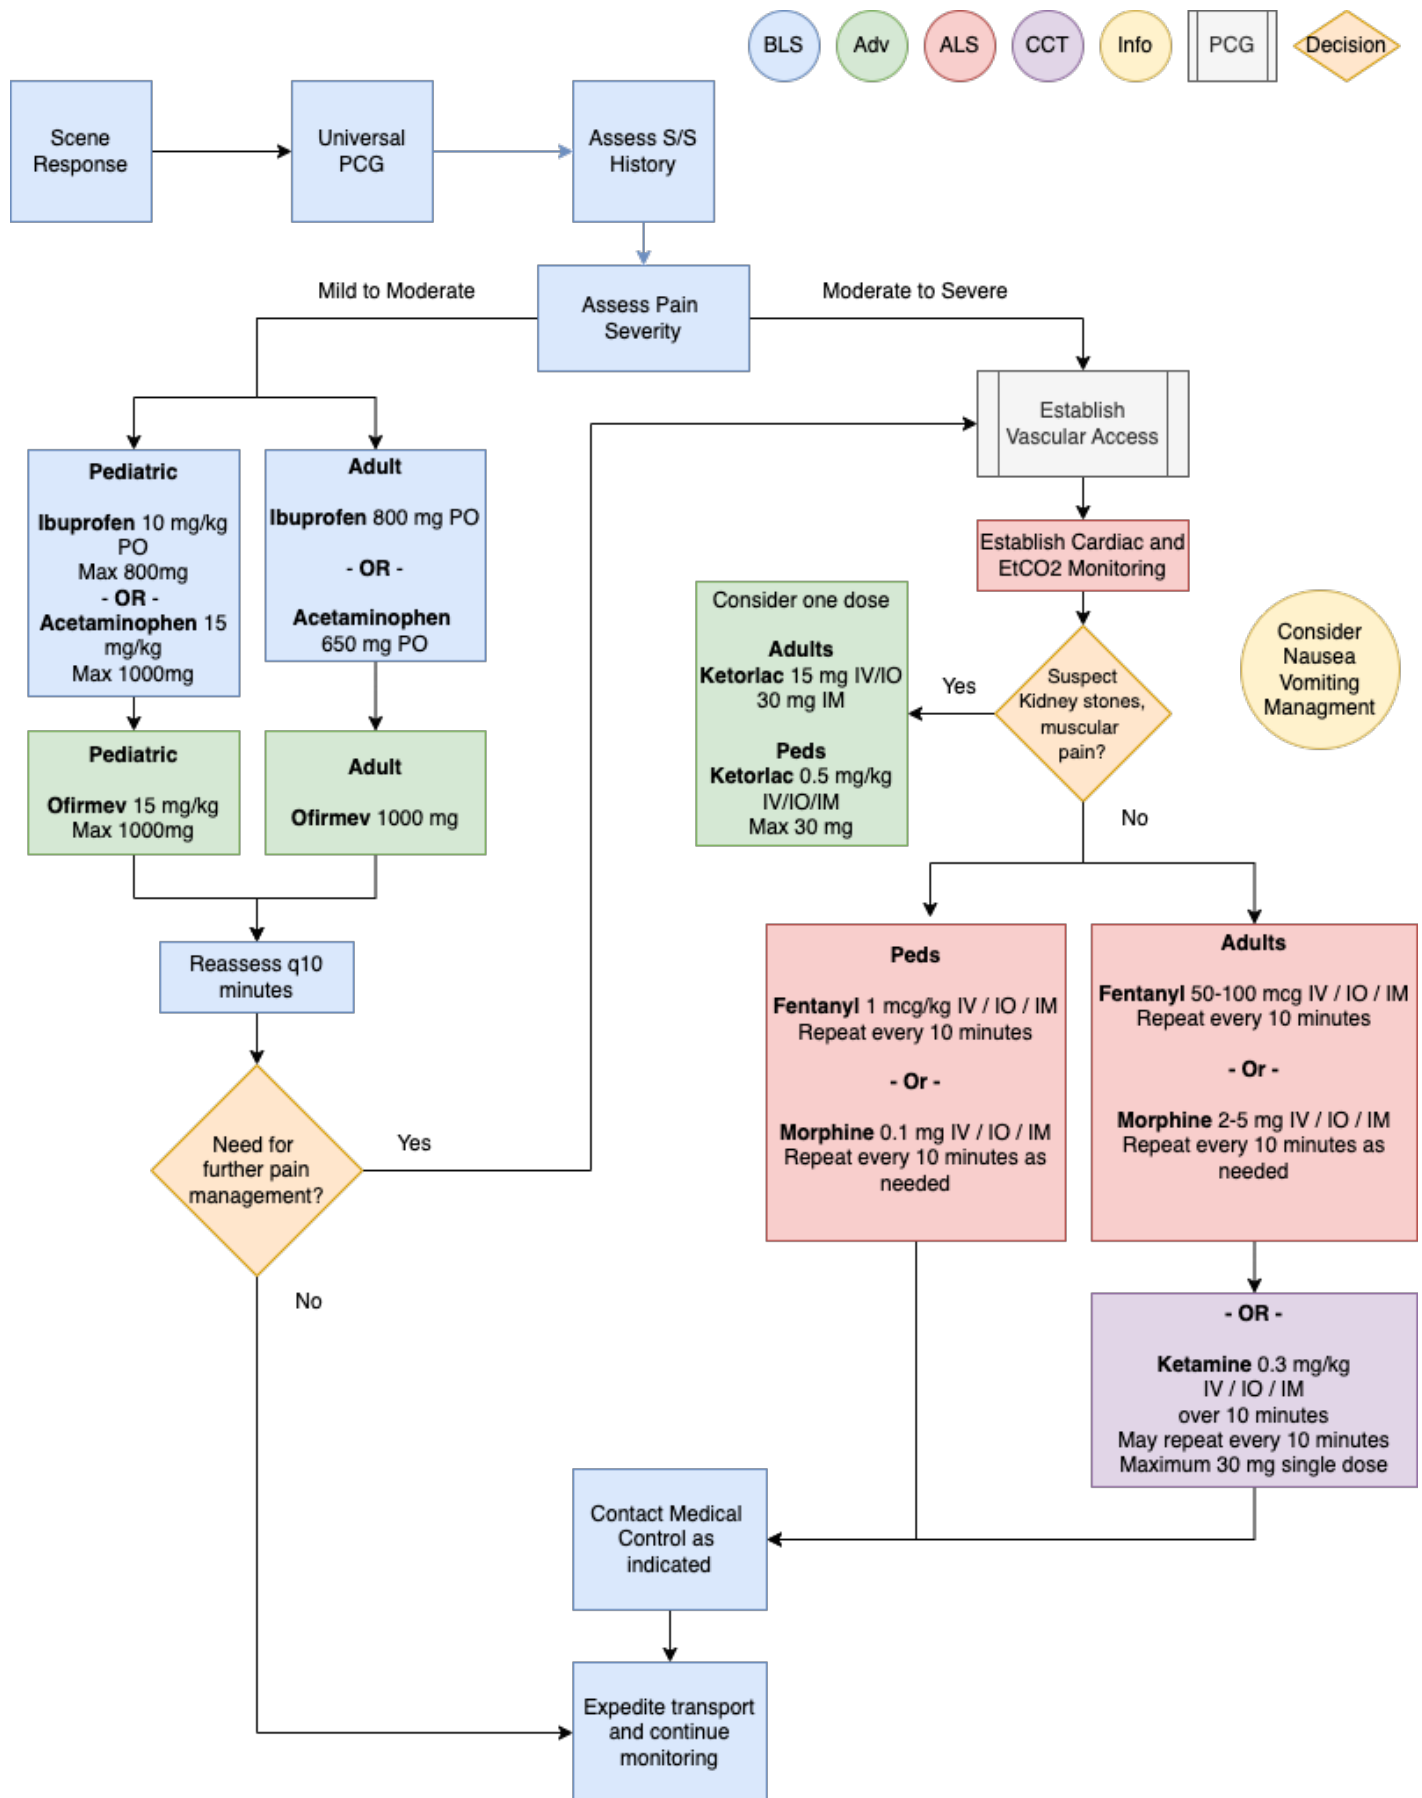 BLS
Adv
ALS
CCT
Info
PCG
Decision
Scene
Response
Universal
PCG
Assess S/S
History
Mild to Moderate
Assess Pain
Severity
Moderate to Severe
Establish
Vascular Access
Pediatric
Ibuprofen 10 mg/kg
PO
Max 800mg
- OR -
Acetaminophen 15
mg/kg
Max 1000mg
Adult
Ibuprofen 800 mg PO
- OR -
Acetaminophen
650 mg PO
Establish Cardiac and
EtCO2 Monitoring
Consider one dose
Adults
Ketorlac 15 mg IV/IO
30 mg IM
Peds
Ketorlac 0.5 mg/kg
IV/IO/IM
Max 30 mg
Yes
Suspect
Kidney stones,
muscular
pain?
Consider
Nausea
Vomiting
Managment
Pediatric
Ofirmev 15 mg/kg
Max 1000mg
Adult
Ofirmev 1000 mg
No
Reassess q10
minutes
Peds
Fentanyl 1 mcg/kg IV / IO / IM
Repeat every 10 minutes
- Or -
Morphine 0.1 mg IV / IO / IM
Repeat every 10 minutes as
needed
Adults
Fentanyl 50-100 mcg IV / IO / IM
Repeat every 10 minutes
- Or -
Morphine 2-5 mg IV / IO / IM
Repeat every 10 minutes as
needed
Need for
further pain
management?
Yes
No
- OR -
Ketamine 0.3 mg/kg
IV / IO / IM
over 10 minutes
May repeat every 10 minutes
Maximum 30 mg single dose
Contact Medical
Control as
indicated
Expedite transport
and continue
monitoring